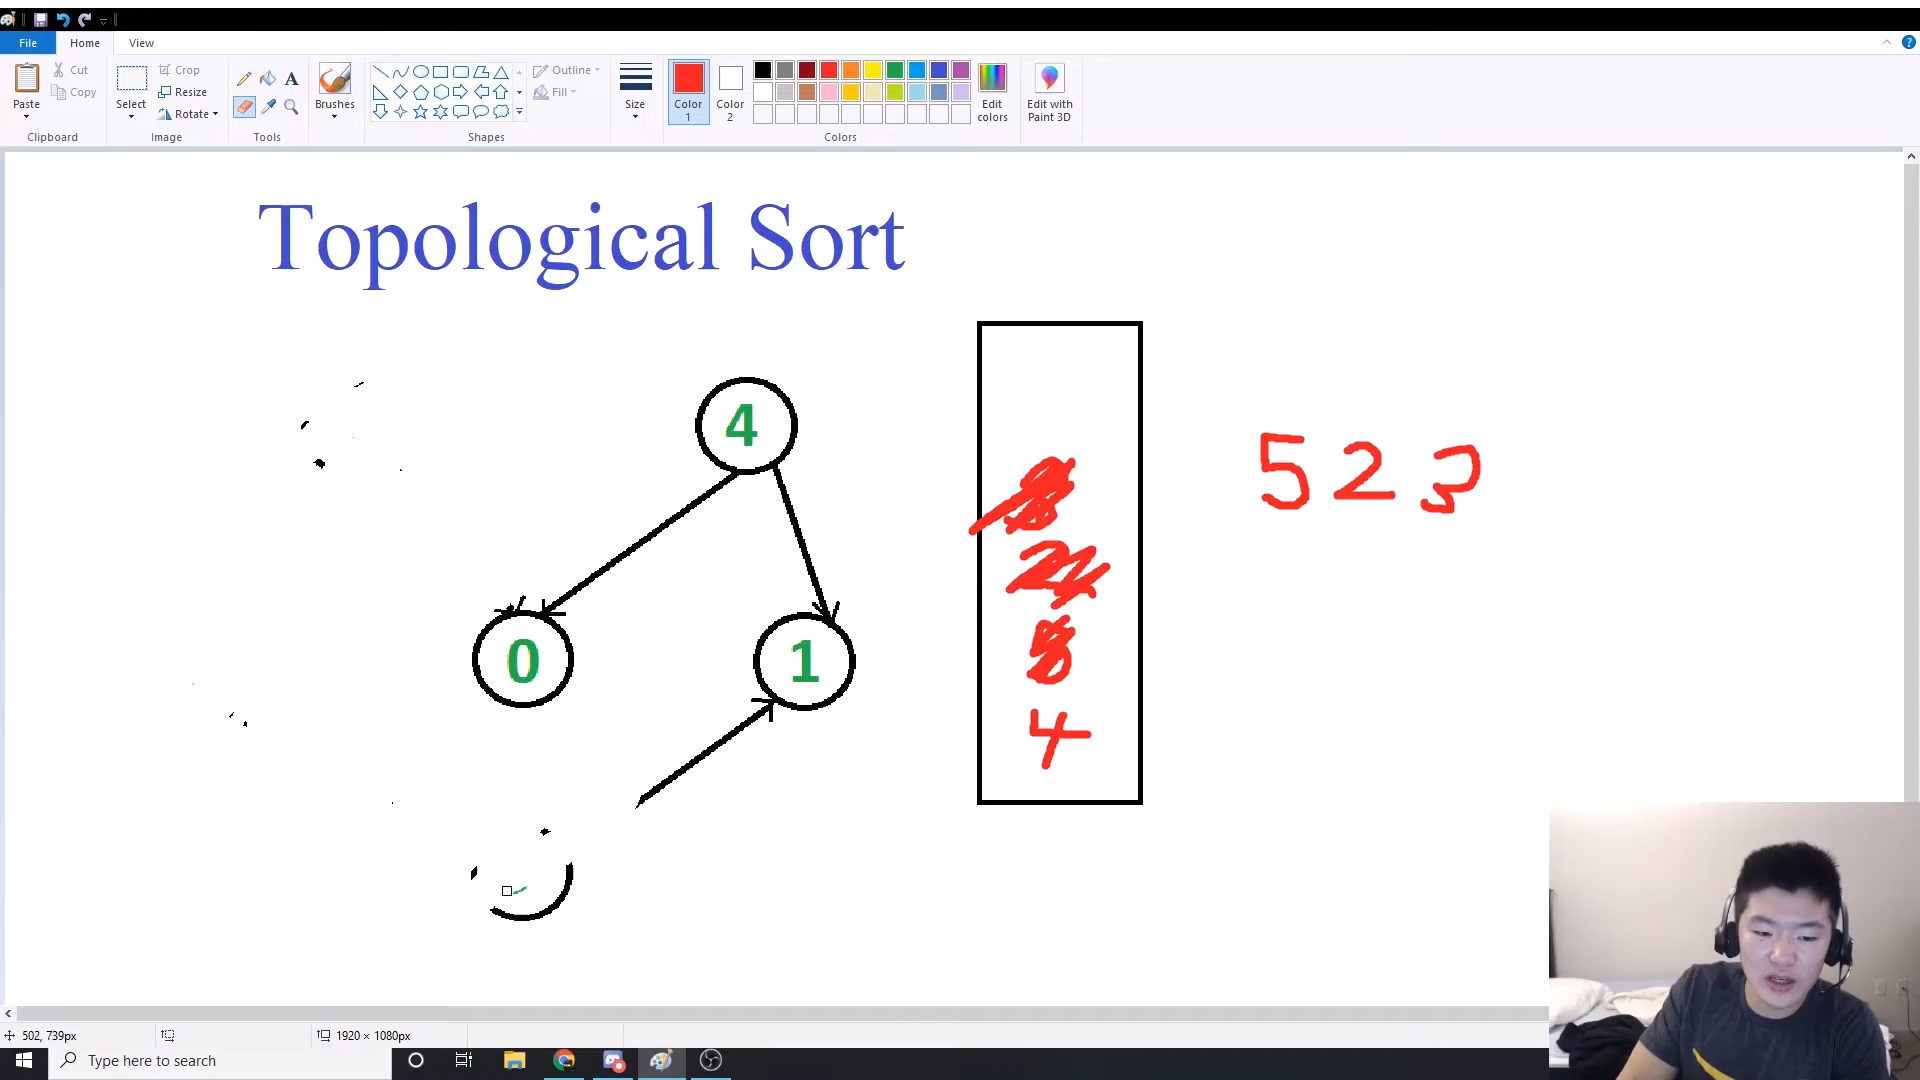 File Home View
Cut
Copy
Paste
Clipboard
Crop
Resize
Rotate
Select
Image
A
Tools
Brushes
Outline
Fill
Shapes
Size
Color 1
Color 2
Colors
Edit colors
Edit with Paint 3D
?
Topological Sort
4
0
1
2
5
4
5 2 3
502, 739px
1920 × 1080px
Type here to search